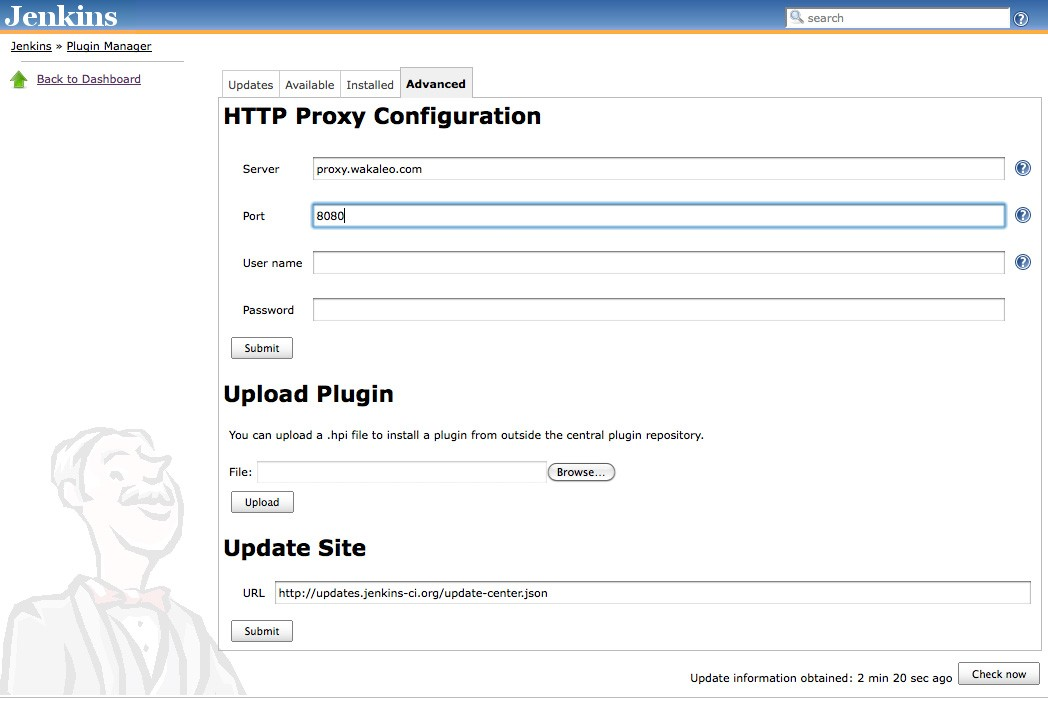 Jenkins
search
Jenkins » Plugin Manager
Back to Dashboard
Updates Available Installed Advanced
HTTP Proxy Configuration
Server proxy.wakaleo.com
Port 8080
User name
Password
Submit
Upload Plugin
You can upload a .hpi file to install a plugin from outside the central plugin repository.
File: Browse...
Upload
Update Site
URL http://updates.jenkins-ci.org/update-center.json
Submit
Update information obtained: 2 min 20 sec ago Check now